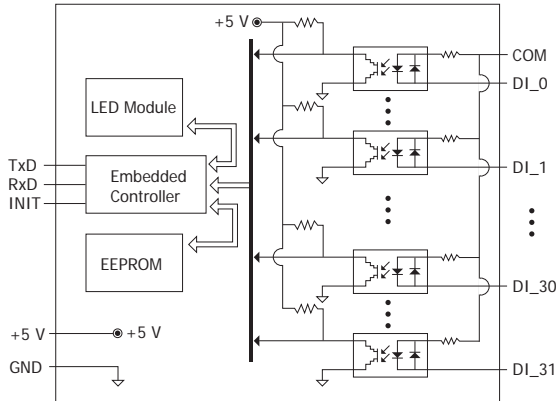 +5 V
COM
DI_0
LED Module
TxD
RxD
INIT
Embedded
Controller
DI_1
EEPROM
DI_30
+5 V
+5 V
GND
DI_31